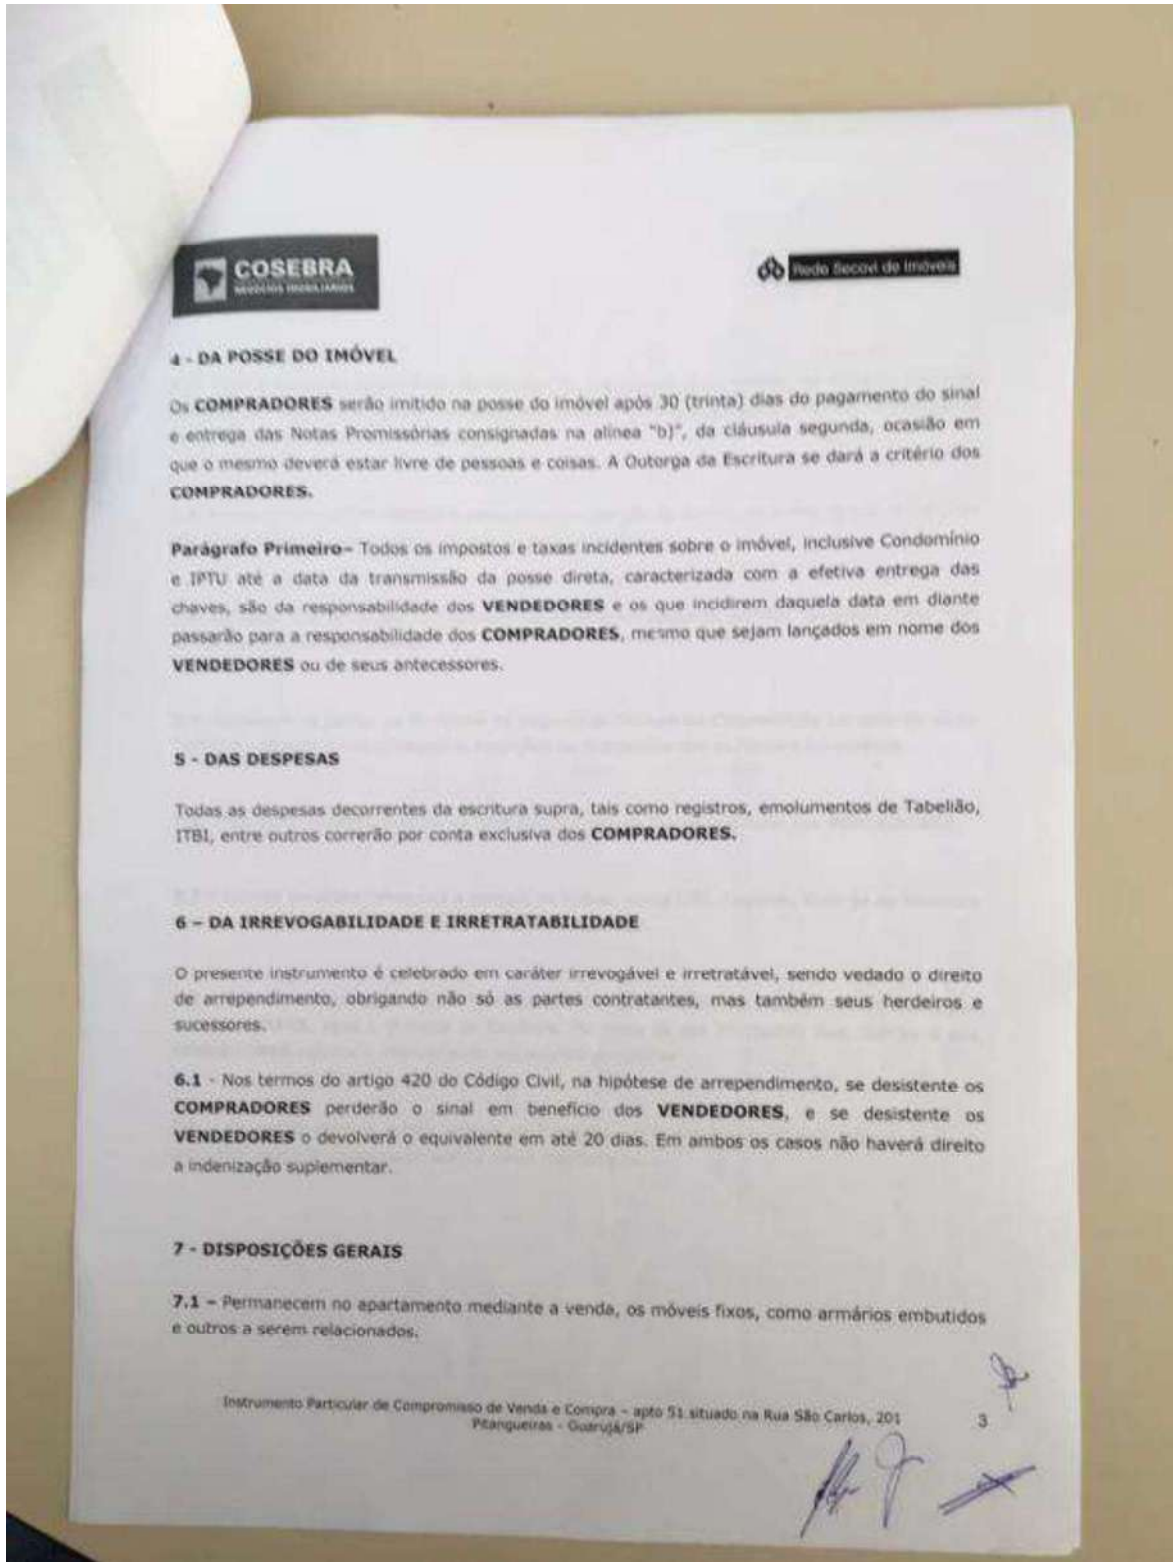 COSEBRA
NEGÓCIOS IMOBILIÁRIOS
Rede Secovi de Imóveis
4 - DA POSSE DO IMÓVEL
Os COMPRADORES serão imitido na posse do imóvel após 30 (trinta) dias do pagamento do sinal
e entrega das Notas Promissórias consignadas na alínea "b)", da cláusula segunda, ocasião em
que o mesmo deverá estar livre de pessoas e coisas. A Outorga da Escritura se dará a critério dos
COMPRADORES.
Parágrafo Primeiro– Todos os impostos e taxas incidentes sobre o imóvel, inclusive Condomínio
e IPTU até a data da transmissão da posse direta, caracterizada com a efetiva entrega das
chaves, são da responsabilidade dos VENDEDORES e os que incidirem daquela data em diante
passarão para a responsabilidade dos COMPRADORES, mesmo que sejam lançados em nome dos
VENDEDORES ou de seus antecessores.
5 - DAS DESPESAS
Todas as despesas decorrentes da escritura supra, tais como registros, emolumentos de Tabelião,
ITBI, entre outros correrão por conta exclusiva dos COMPRADORES.
6 – DA IRREVOGABILIDADE E IRRETRATABILIDADE
O presente instrumento é celebrado em caráter irrevogável e irretratável, sendo vedado o direito
de arrependimento, obrigando não só as partes contratantes, mas também seus herdeiros e
sucessores.
6.1 - Nos termos do artigo 420 do Código Civil, na hipótese de arrependimento, se desistente os
COMPRADORES perderão o sinal em benefício dos VENDEDORES, e se desistente os
VENDEDORES o devolverá o equivalente em até 20 dias. Em ambos os casos não haverá direito
a indenização suplementar.
7 - DISPOSIÇÕES GERAIS
7.1 – Permanecem no apartamento mediante a venda, os móveis fixos, como armários embutidos
e outros a serem relacionados.
Instrumento Particular de Compromisso de Venda e Compra – apto 51 situado na Rua São Carlos, 201
Pitangueiras - Guarujá/SP
3